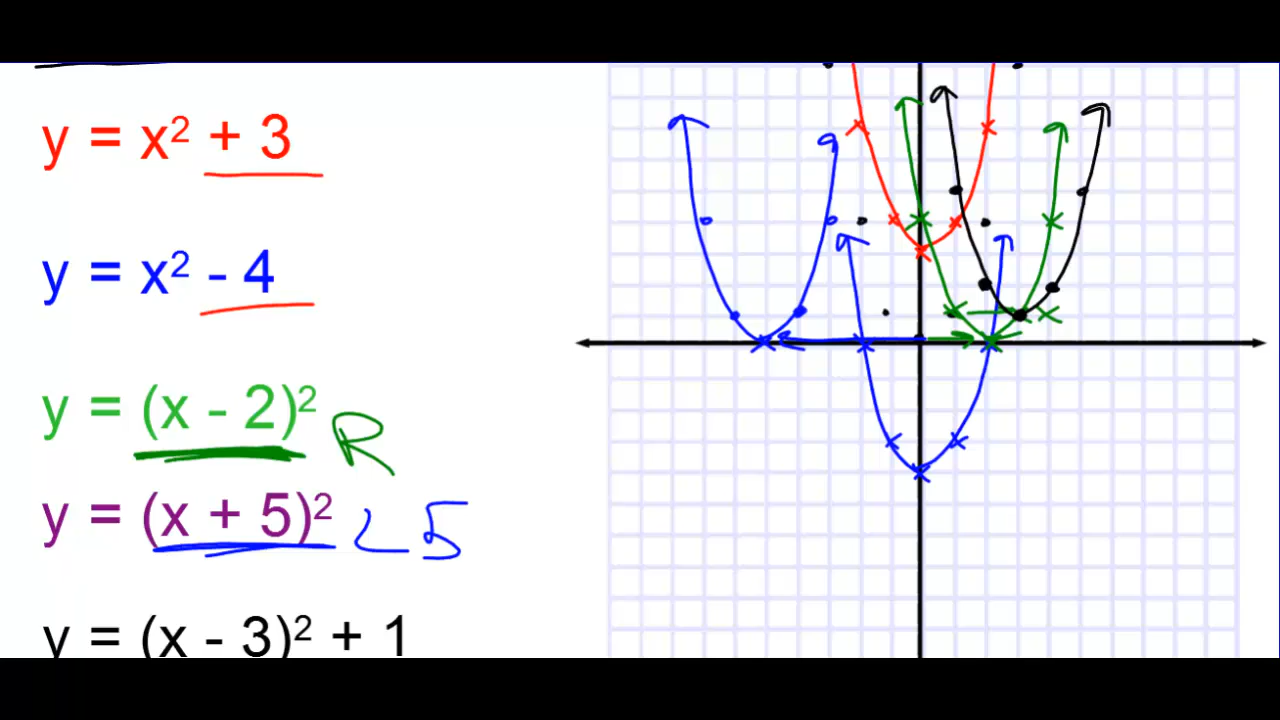 y = x² + 3
y = x² - 4
y = (x - 2)² R
y = (x + 5)² L 5
y = (x - 3)² + 1